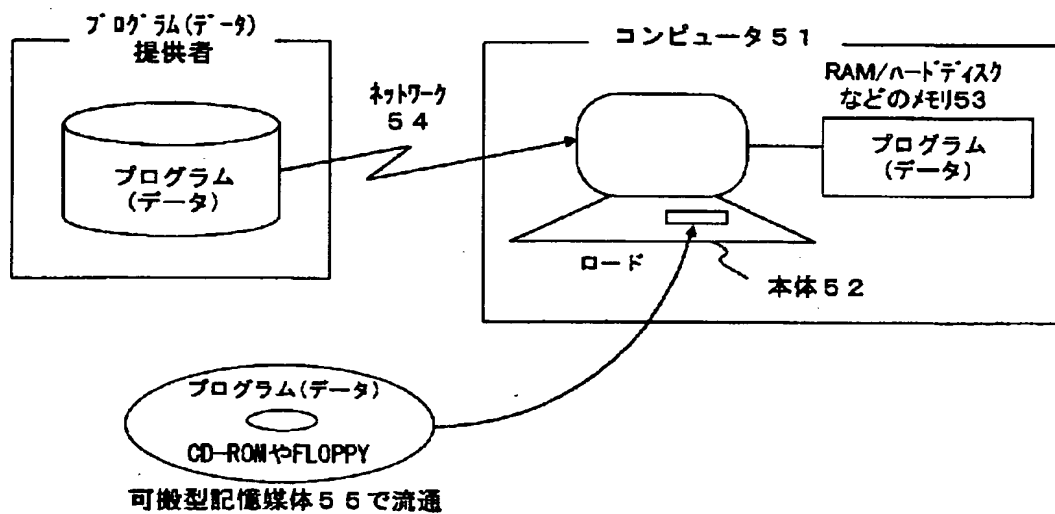 プログラム(データ)
提供者
プログラム
(データ)
ネットワーク
５４
コンピュータ５１
RAM/ハードディスク
などのメモリ53
プログラム
(データ)
ロード
本体５２
プログラム(データ)
CD-ROMやFLOPPY
可搬型記憶媒体５５で流通